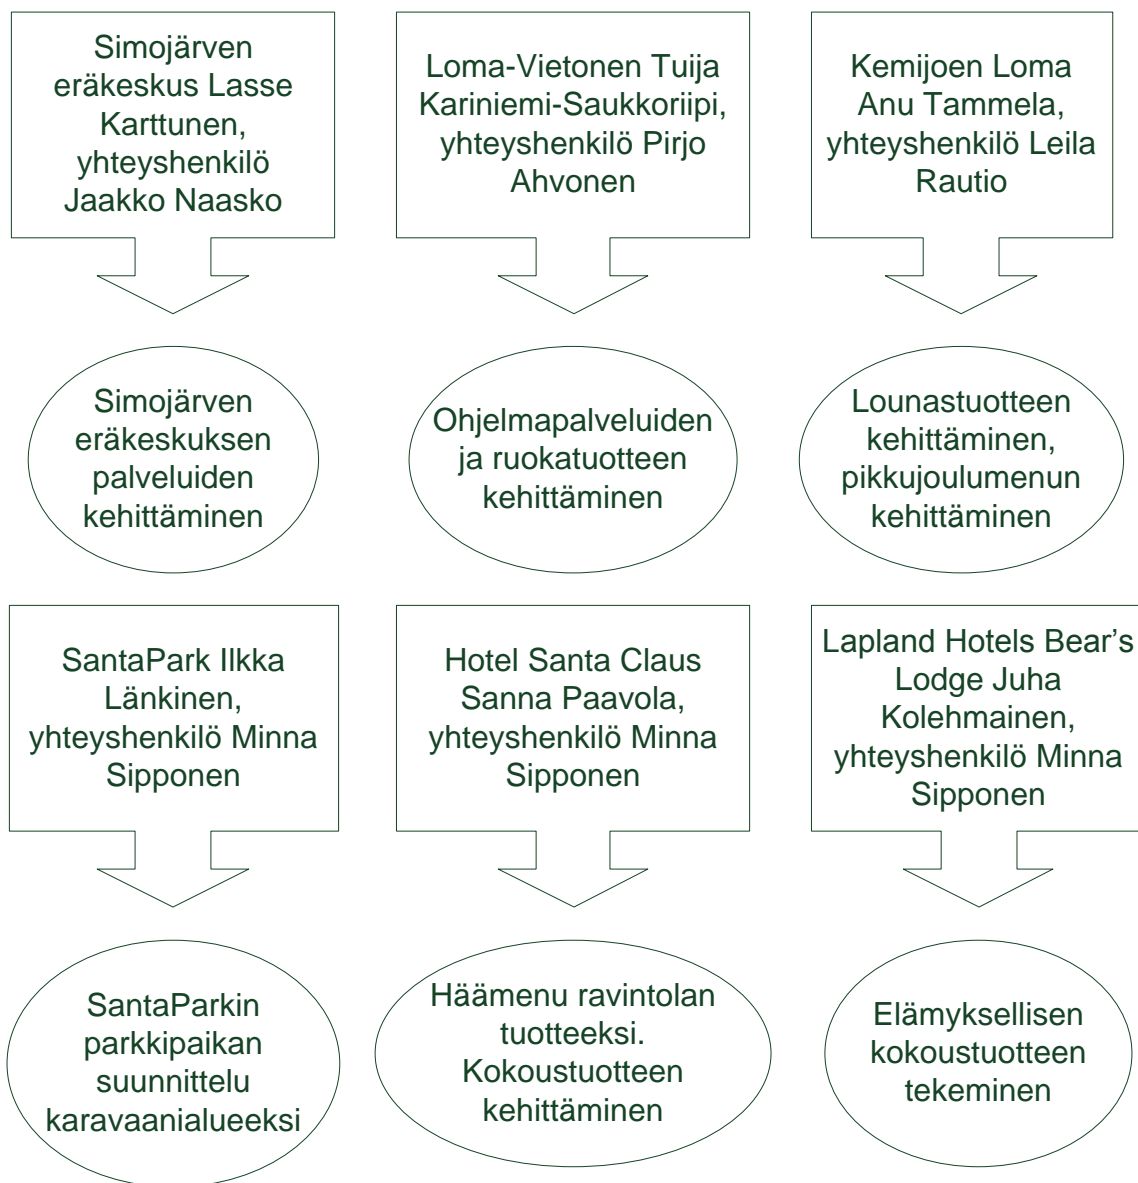 Simojärven
eräkeskus Lasse
Karttunen,
yhteyshenkilö
Jaakko Naasko
Loma-Vietonen Tuija
Kariniemi-Saukkoriipi,
yhteyshenkilö Pirjo
Ahvonen
Kemijoen Loma
Anu Tammela,
yhteyshenkilö Leila
Rautio
Simojärven
eräkeskuksen
palveluiden
kehittäminen
Ohjelmapalveluiden
ja ruokatuotteen
kehittäminen
Lounastuotteen
kehittäminen,
pikkujoulumenun
kehittäminen
SantaPark Ilkka
Länkinen,
yhteyshenkilö Minna
Sipponen
Hotel Santa Claus
Sanna Paavola,
yhteyshenkilö Minna
Sipponen
Lapland Hotels Bear’s
Lodge Juha
Kolehmainen,
yhteyshenkilö Minna
Sipponen
SantaParkin
parkkipaikan
suunnittelu
karavaanialueeksi
Häämenu ravintolan
tuotteeksi.
Kokoustuotteen
kehittäminen
Elämyksellisen
kokoustuotteen
tekeminen